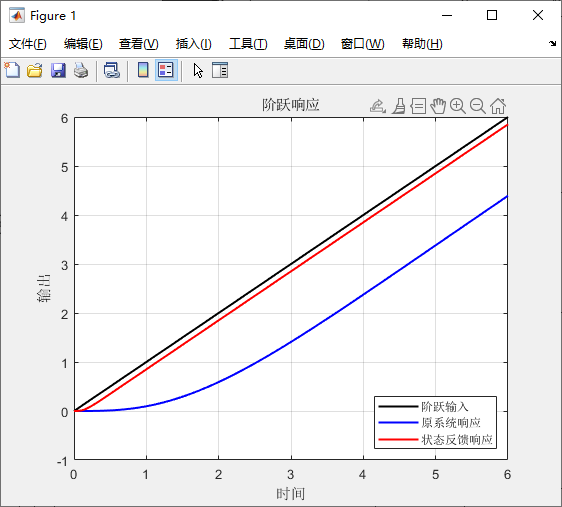 Figure 1
文件(F) 编辑(E) 查看(V) 插入(I) 工具(T) 桌面(D) 窗口(W) 帮助(H)
阶跃响应
6
5
4
3
2
1
0
-1
输出
0 1 2 3 4 5 6
时间
阶跃输入
原系统响应
状态反馈响应